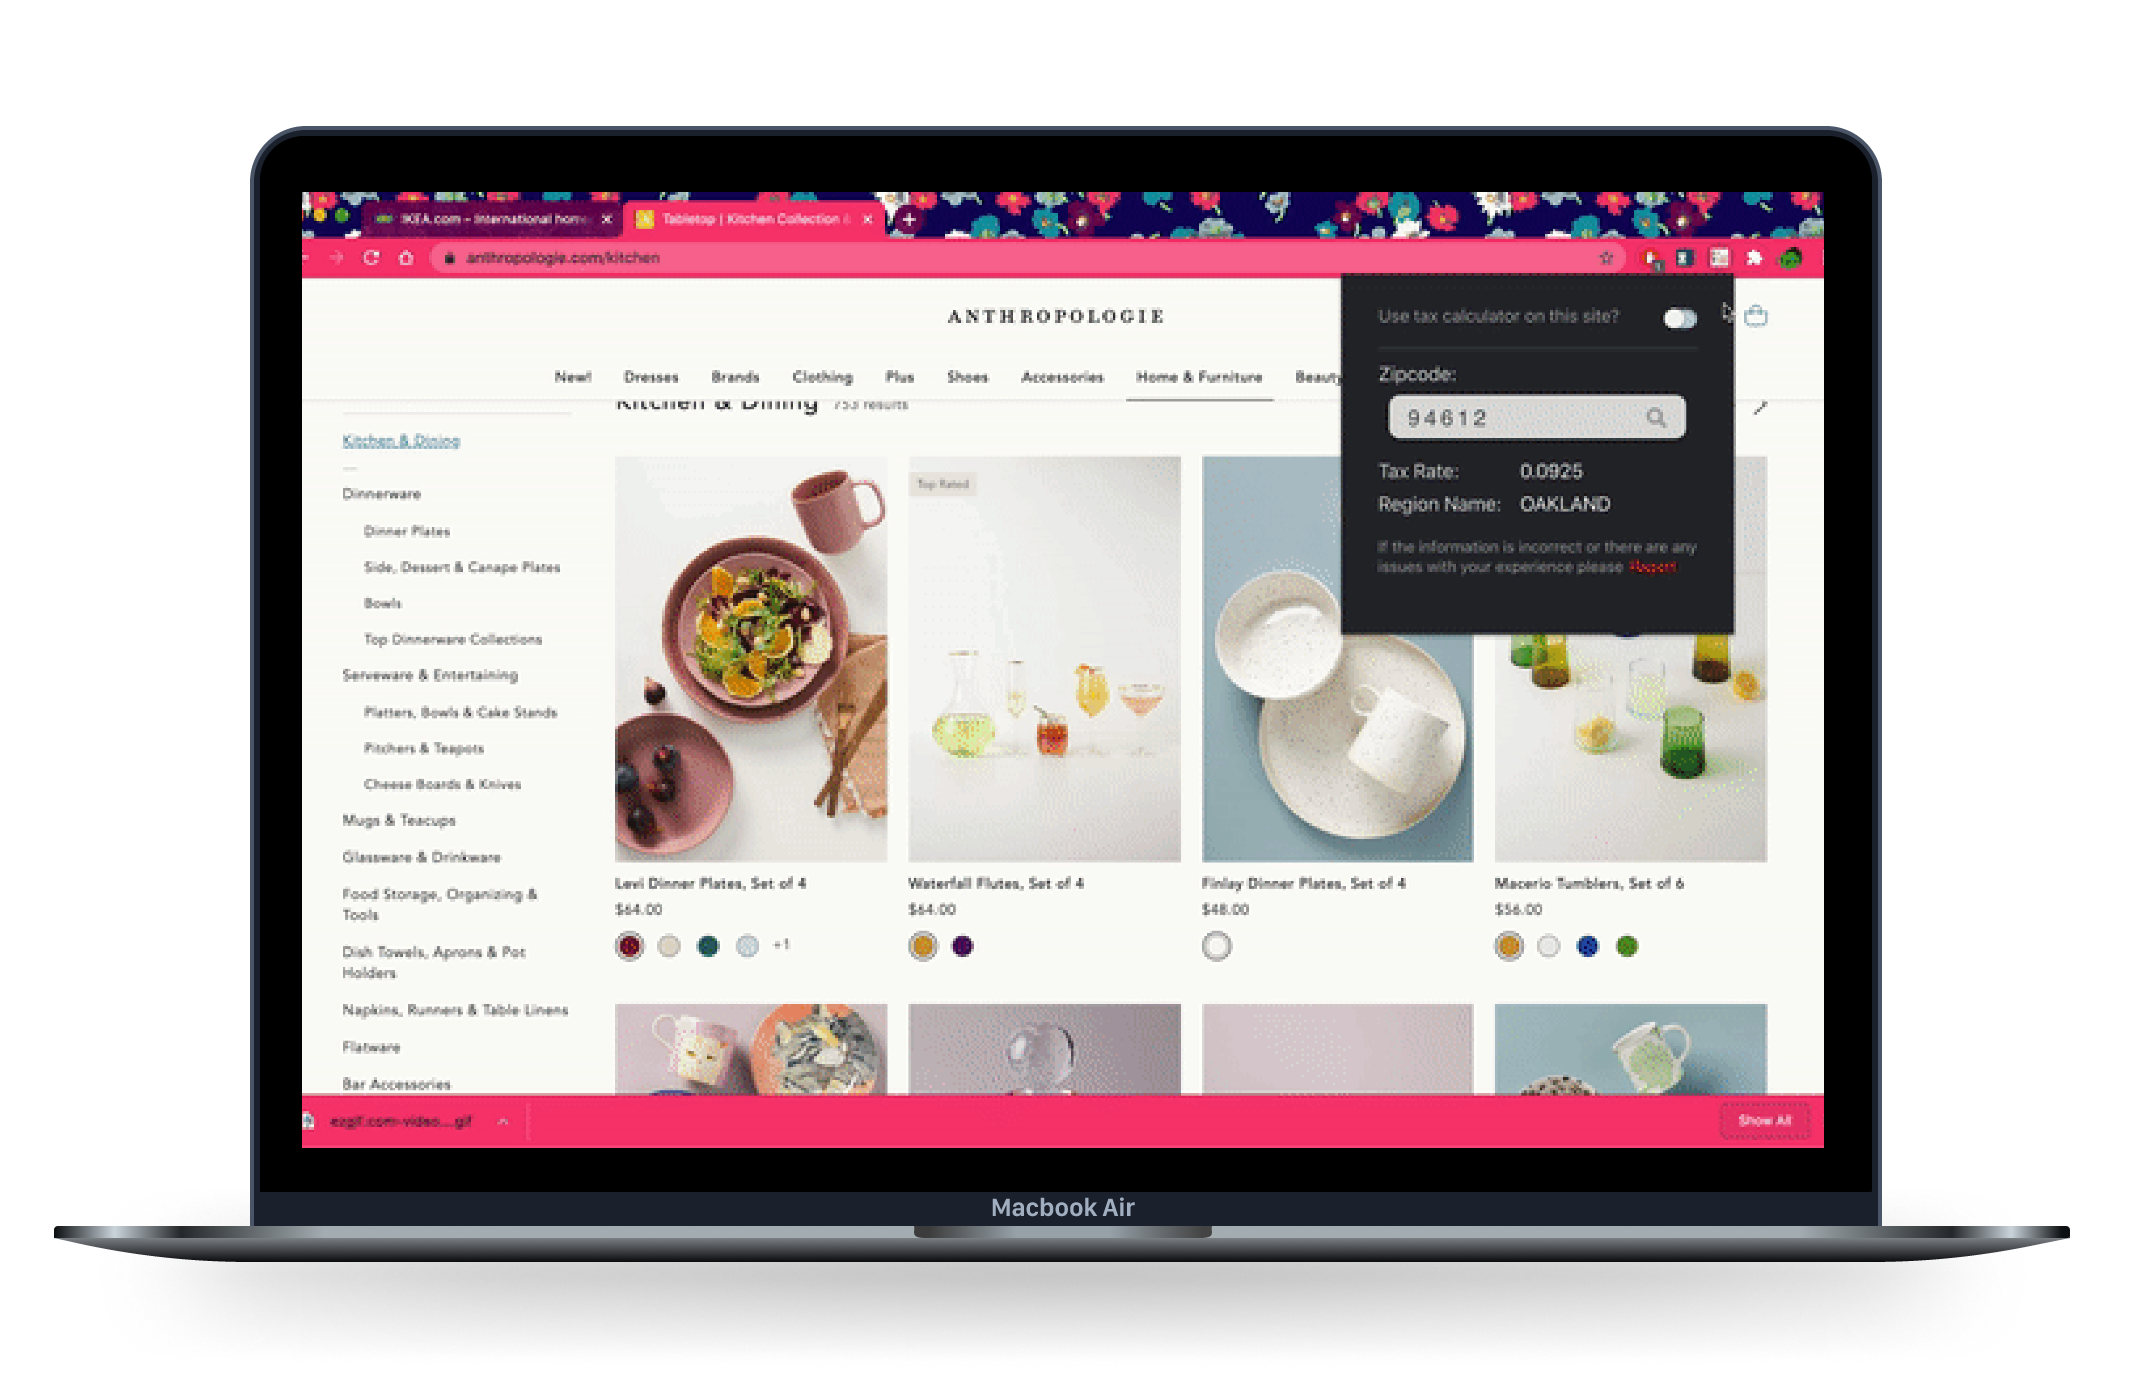 IKEA.com – International home
Tabletop | Kitchen Collection &
anthropologie.com/kitchen
ANTHROPOLOGIE
New! Dresses Brands Clothing Plus Shoes Accessories Home & Furniture Beauty
Use tax calculator on this site?
Zipcode:
94612
Tax Rate: 0.0925
Region Name: OAKLAND
If the information is incorrect or there are any
issues with your experience please Report
Kitchen & Dining 753 results
Kitchen & Dining
Dinnerware
Dinner Plates
Side, Dessert & Canape Plates
Bowls
Top Dinnerware Collections
Serveware & Entertaining
Platters, Bowls & Cake Stands
Pitchers & Teapots
Cheese Boards & Knives
Mugs & Teacups
Glassware & Drinkware
Food Storage, Organizing &
Tools
Dish Towels, Aprons & Pot
Holders
Napkins, Runners & Table Linens
Flatware
Bar Accessories
Top Rated
Levi Dinner Plates, Set of 4
$64.00
+1
Waterfall Flutes, Set of 4
$64.00
Finlay Dinner Plates, Set of 4
$48.00
Macerio Tumblers, Set of 6
$56.00
ezgif.com-video....gif
Show All
Macbook Air